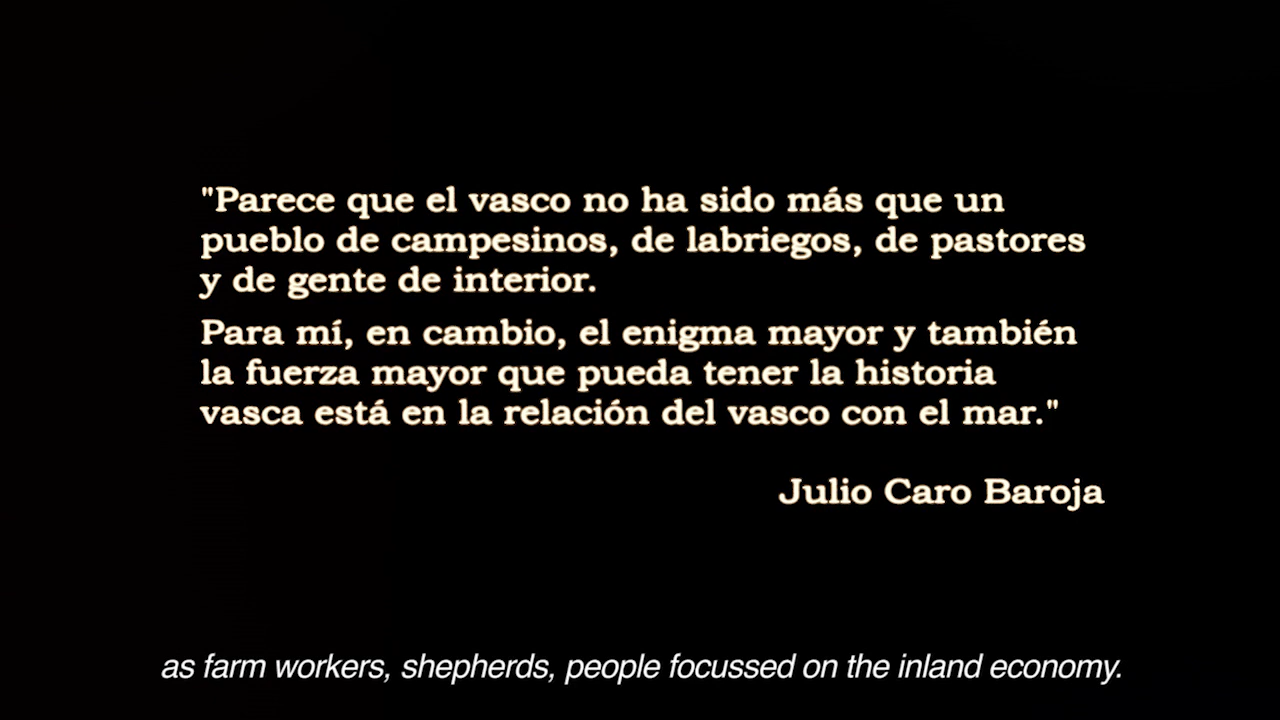 "Parece que el vasco no ha sido más que un
pueblo de campesinos, de labriegos, de pastores
y de gente de interior.
Para mí, en cambio, el enigma mayor y también
la fuerza mayor que pueda tener la historia
vasca está en la relación del vasco con el mar."
Julio Caro Baroja
as farm workers, shepherds, people focussed on the inland economy.